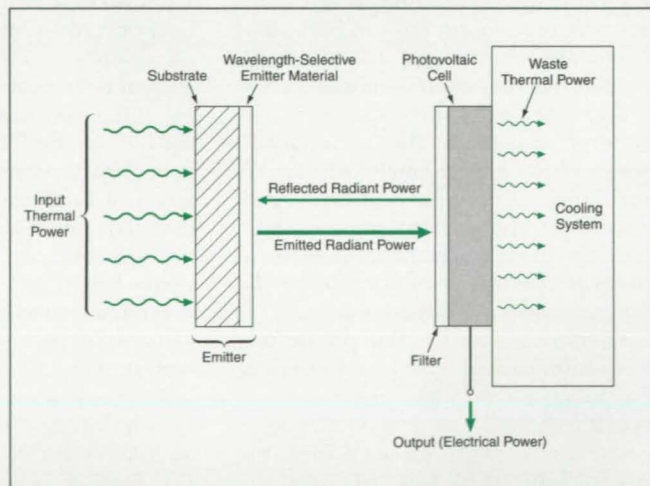 Wavelength-Selective
Emitter Material
Substrate
Photovoltaic
Cell
Waste
Thermal Power
Input
Thermal
Power
Reflected Radiant Power
Emitted Radiant Power
Cooling
System
Emitter
Filter
Output (Electrical Power)